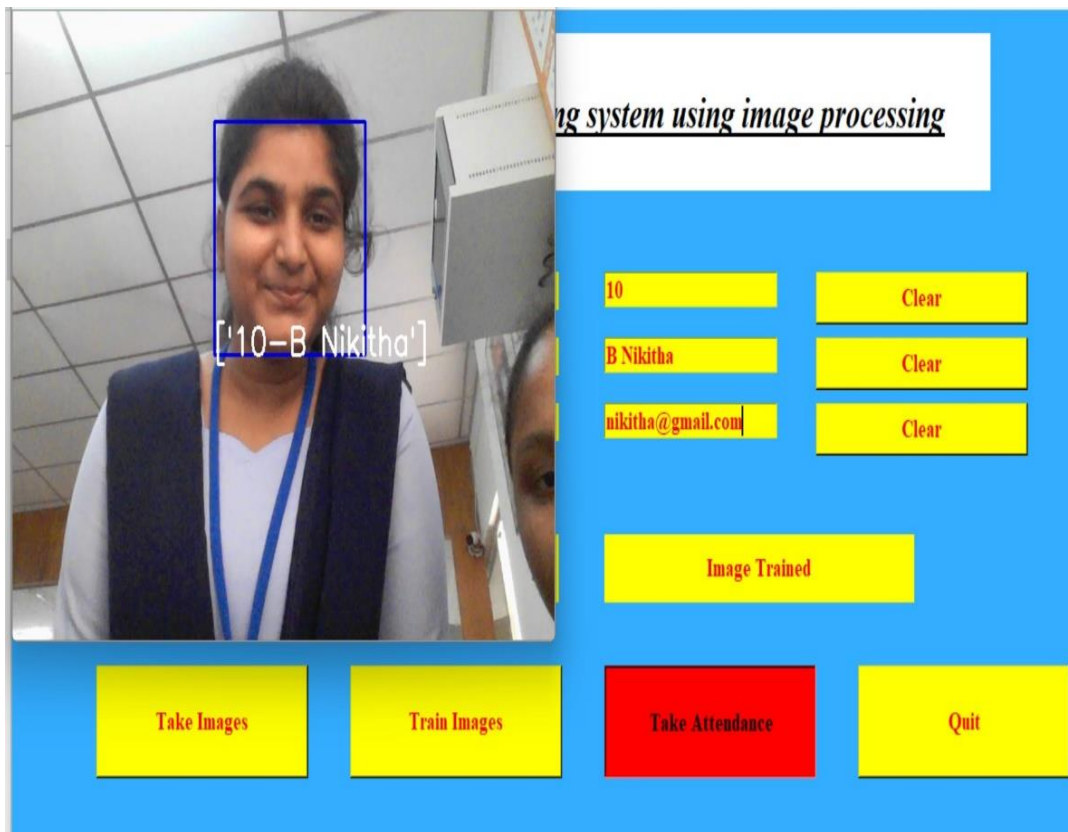 ng system using image processing
10
Clear
['10-B Nikitha']
B Nikitha
Clear
nikitha@gmail.com
Clear
Image Trained
Take Images
Train Images
Take Attendance
Quit